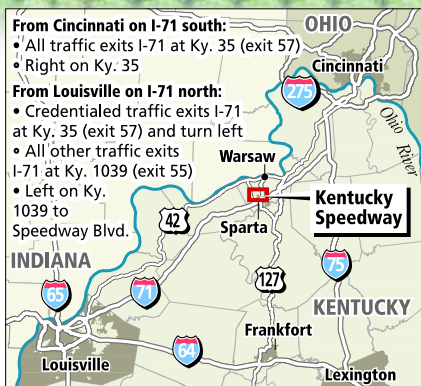 From Cincinnati on I-71 south:
• All traffic exits I-71 at Ky. 35 (exit 57)
• Right on Ky. 35
From Louisville on I-71 north:
• Credentialed traffic exits I-71
at Ky. 35 (exit 57) and turn left
• All other traffic exits
I-71 at Ky. 1039 (exit 55)
• Left on Ky.
1039 to
Speedway Blvd.
OHIO
Cincinnati
275
Ohio River
Warsaw
Kentucky
Speedway
42
Sparta
INDIANA
65
71
127
75
KENTUCKY
64
Frankfort
Louisville
Lexington